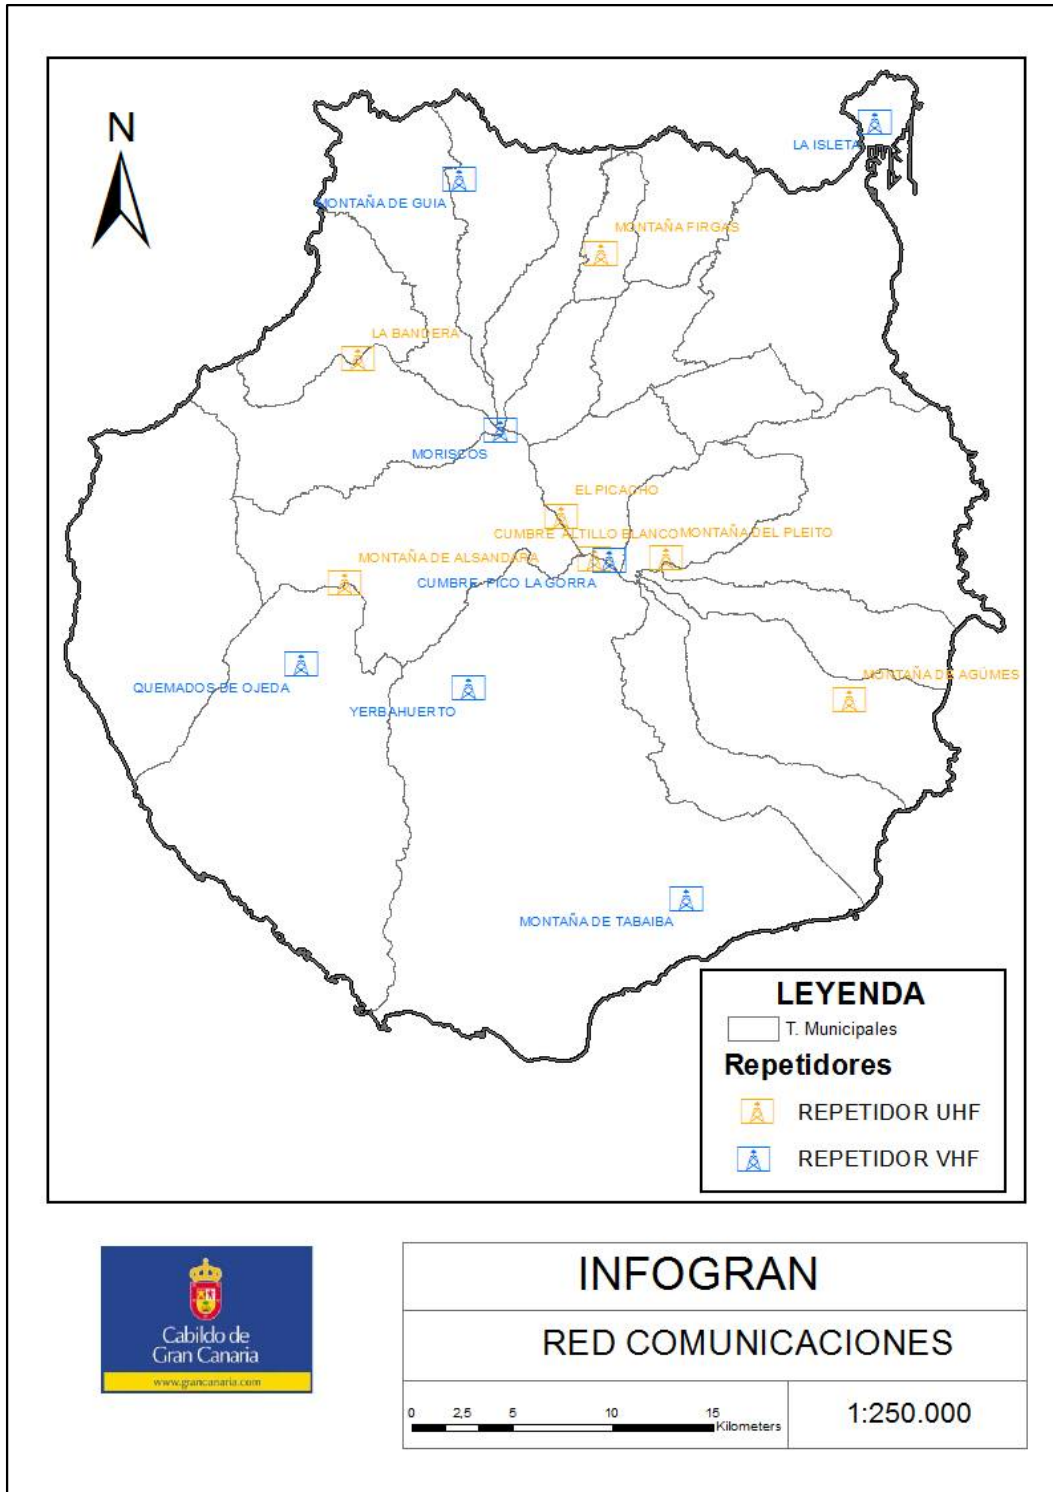 N
LA ISLETA
MONTAÑA DE GUIA
MONTAÑA FIRGAS
LA BANDERA
MORISCOS
EL PICACHO
CUMBRE ALTILLO BLANCO
MONTAÑA DEL PLEITO
MONTAÑA DE ALSANDARA
CUMBRE PICO LA GORRA
MONTAÑA DE AGÜMES
QUEMADOS DE OJEDA
YERBAHUERTO
MONTAÑA DE TABAIBA
LEYENDA
T. Municipales
Repetidores
REPETIDOR UHF
REPETIDOR VHF
Cabildo de
Gran Canaria
www.grancanaria.com
INFOGRAN
RED COMUNICACIONES
0 2,5 5 10 15
Kilometers
1:250.000